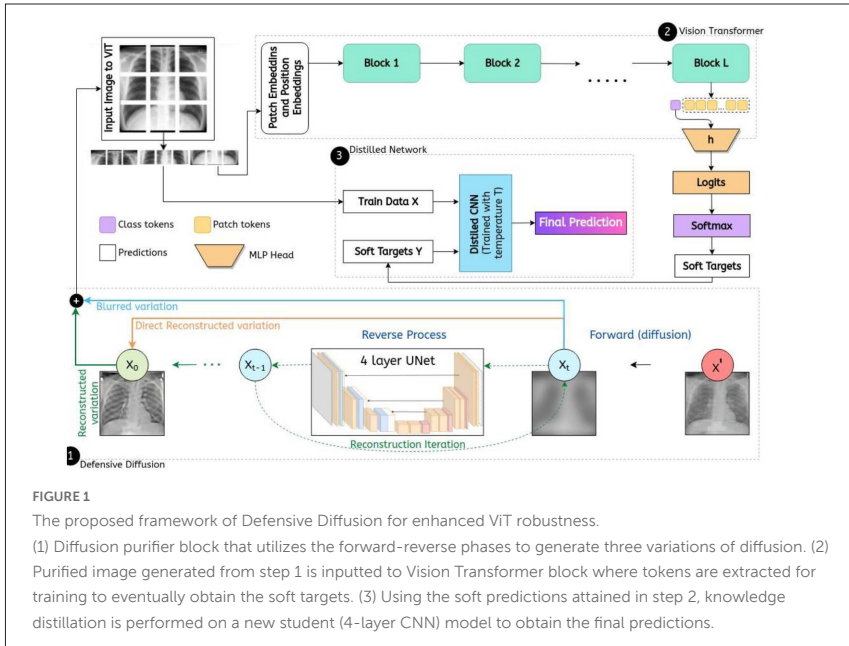 2
Vision Transformer
Input Image to ViT
Patch Embeddins
and Position
Embeddings
Block 1
Block 2
.....
Block L
h
Logits
Softmax
Soft Targets
3
Distilled Network
Train Data X
Soft Targets Y
Distiled CNN
(Trained with
temperature T)
Final Prediction
Class tokens
Patch tokens
Predictions
MLP Head
+
Blurred variation
Direct Reconstructed variation
Reconstructed
variation
Reverse Process
Forward (diffusion)
X0
...
Xt-1
4 layer UNet
Xt
X'
Reconstruction Iteration
1
Defensive Diffusion
FIGURE 1
The proposed framework of Defensive Diffusion for enhanced ViT robustness.
(1) Diffusion purifier block that utilizes the forward-reverse phases to generate three variations of diffusion. (2)
Purified image generated from step 1 is inputted to Vision Transformer block where tokens are extracted for
training to eventually obtain the soft targets. (3) Using the soft predictions attained in step 2, knowledge
distillation is performed on a new student (4-layer CNN) model to obtain the final predictions.